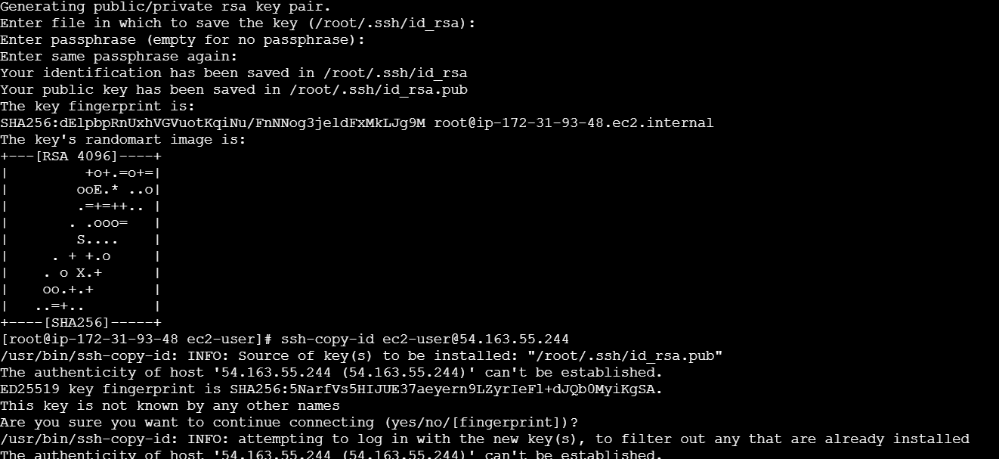 Generating public/private rsa key pair.
Enter file in which to save the key (/root/.ssh/id_rsa):
Enter passphrase (empty for no passphrase):
Enter same passphrase again:
Your identification has been saved in /root/.ssh/id_rsa
Your public key has been saved in /root/.ssh/id_rsa.pub
The key fingerprint is:
SHA256:dElpbpRnUxhVGVuotKqiNu/FnNNog3jeldFxMkLJg9M root@ip-172-31-93-48.ec2.internal
The key's randomart image is:
+---[RSA 4096]----+
|         +o+.=o+=|
|        ooE.* ..o|
|        .=+=++.. |
|       . .ooo=   |
|        S....    |
|     . + +.o     |
|    . o X.+      |
|    oo.+.+       |
|   ..=+..        |
+----[SHA256]-----+
[root@ip-172-31-93-48 ec2-user]# ssh-copy-id ec2-user@54.163.55.244
/usr/bin/ssh-copy-id: INFO: Source of key(s) to be installed: "/root/.ssh/id_rsa.pub"
The authenticity of host '54.163.55.244 (54.163.55.244)' can't be established.
ED25519 key fingerprint is SHA256:5NarfVs5HIJUE37aeyern9LZyrIeFl+dJQb0MyiKgSA.
This key is not known by any other names
Are you sure you want to continue connecting (yes/no/[fingerprint])?
/usr/bin/ssh-copy-id: INFO: attempting to log in with the new key(s), to filter out any that are already installed
The authenticity of host '54.163.55.244 (54.163.55.244)' can't be established.